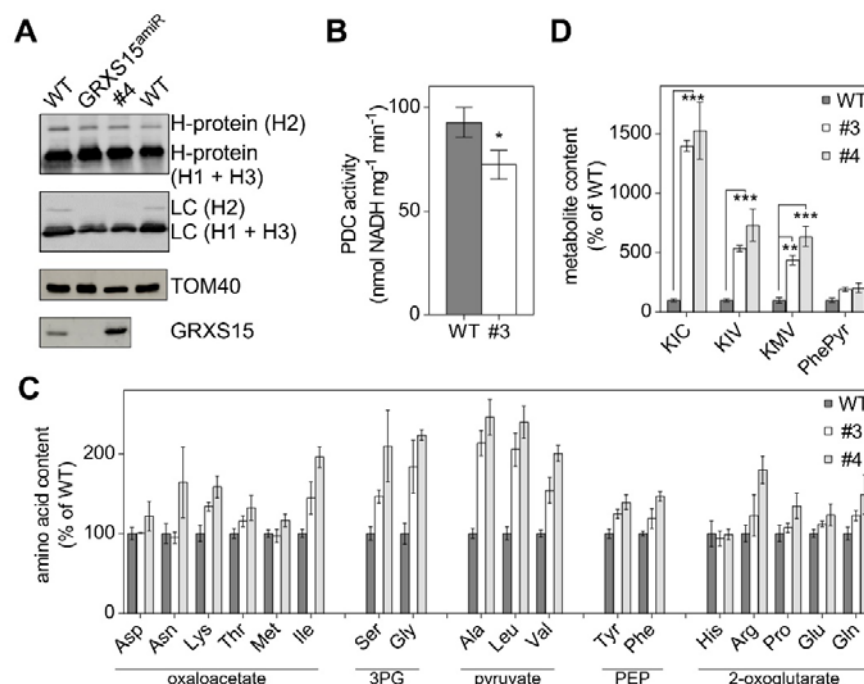 A
WT
GRXS15amiR
#4
WT
H-protein (H2)
H-protein
(H1 + H3)
LC (H2)
LC (H1 + H3)
TOM40
GRXS15
B
PDC activity
(nmol NADH mg-1 min-1)
100
50
0
*
WT #3
D
metabolite content
(% of WT)
1500
1000
500
0
***
***
**
***
KIC
KIV
KMV
PhePyr
WT
#3
#4
C
amino acid content
(% of WT)
200
100
0
WT
#3
#4
Asp Asn Lys Thr Met Ile Ser Gly Ala Leu Val Tyr Phe His Arg Pro Glu Gln
oxaloacetate 3PG pyruvate PEP 2-oxoglutarate